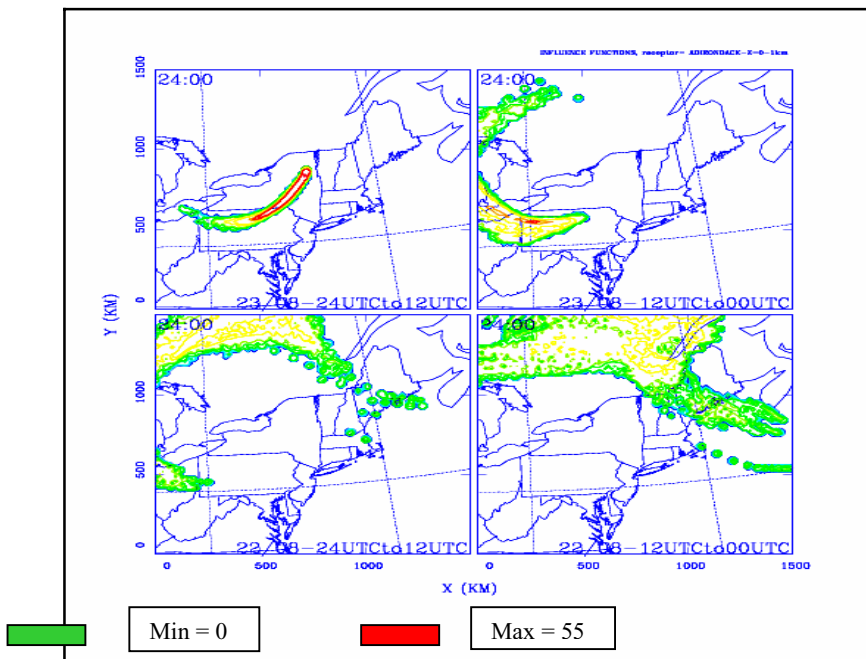 INFLUENCE FUNCTIONS, receptor= ADIRONDACK-Z=0-1km
1500
24:00
24:00
1000
500
0
23/08-24UTCto12UTC
23/08-12UTCto00UTC
Y (KM)
24:00
24:00
1000
500
0
22/08-24UTCto12UTC
22/08-12UTCto00UTC
500
1000
500
1000
1500
X (KM)
Min = 0
Max = 55